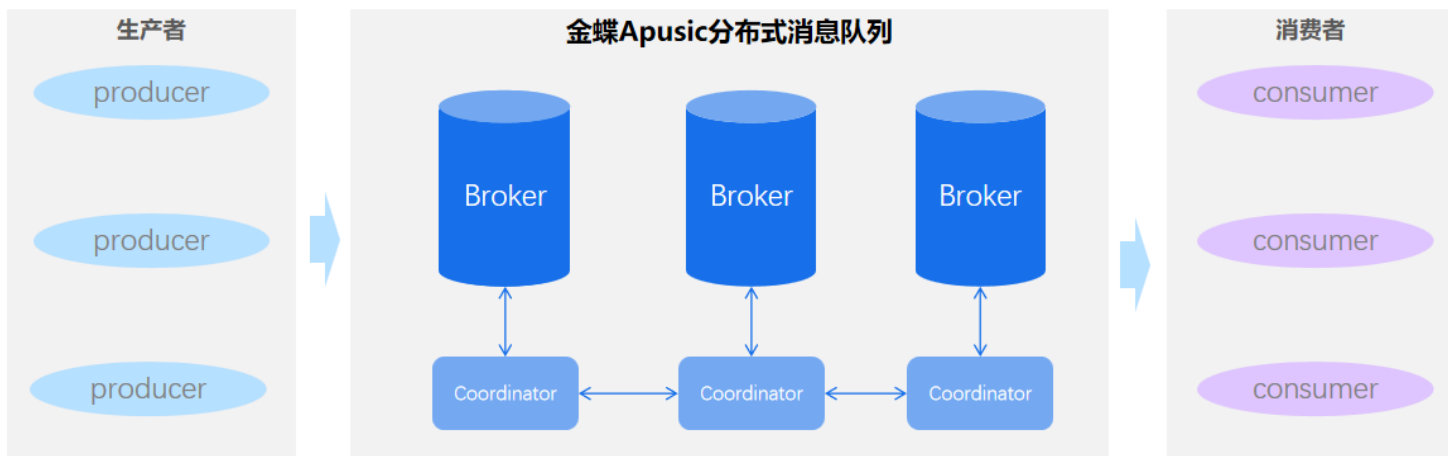 生产者
producer
producer
producer
金蝶Apusic分布式消息队列
Broker
Broker
Broker
Coordinator
Coordinator
Coordinator
消费者
consumer
consumer
consumer